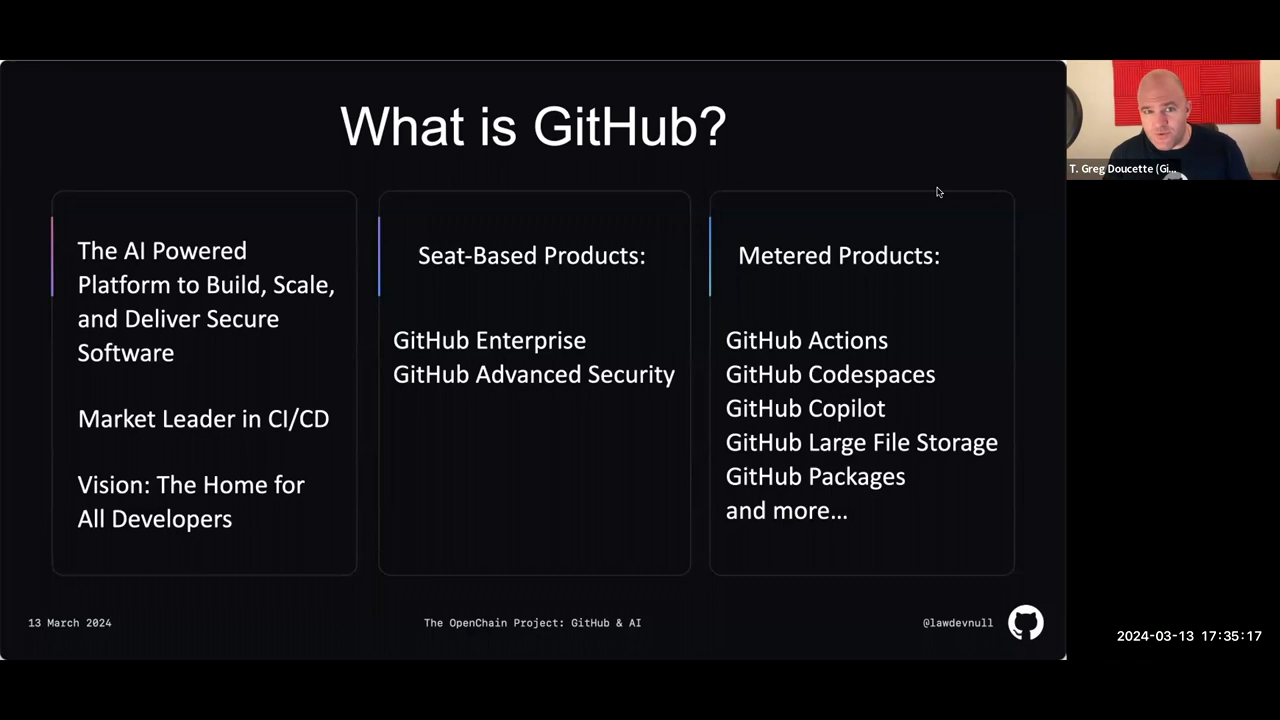 What is GitHub?
The AI Powered
Platform to Build, Scale,
and Deliver Secure
Software
Market Leader in CI/CD
Vision: The Home for
All Developers
Seat-Based Products:
GitHub Enterprise
GitHub Advanced Security
Metered Products:
GitHub Actions
GitHub Codespaces
GitHub Copilot
GitHub Large File Storage
GitHub Packages
and more...
13 March 2024
The OpenChain Project: GitHub & AI
@lawdevnull
T. Greg Doucette (Gi...
2024-03-13 17:35:17